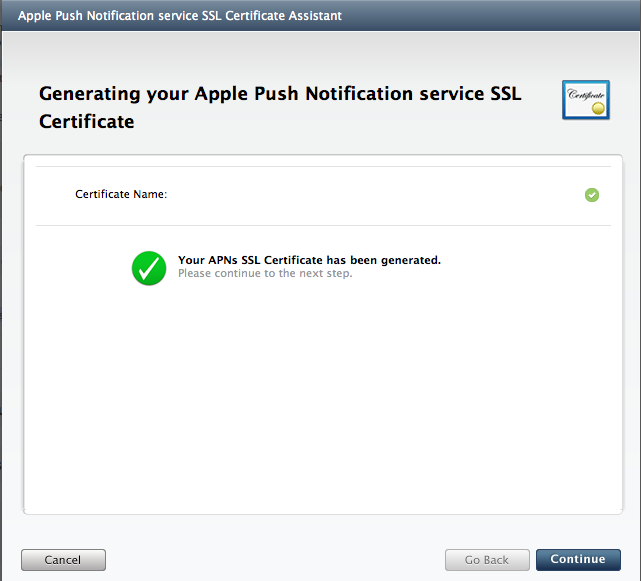 Apple Push Notification service SSL Certificate Assistant
Generating your Apple Push Notification service SSL
Certificate
Certificate
Certificate Name:
Your APNs SSL Certificate has been generated.
Please continue to the next step.
Cancel
Go Back
Continue